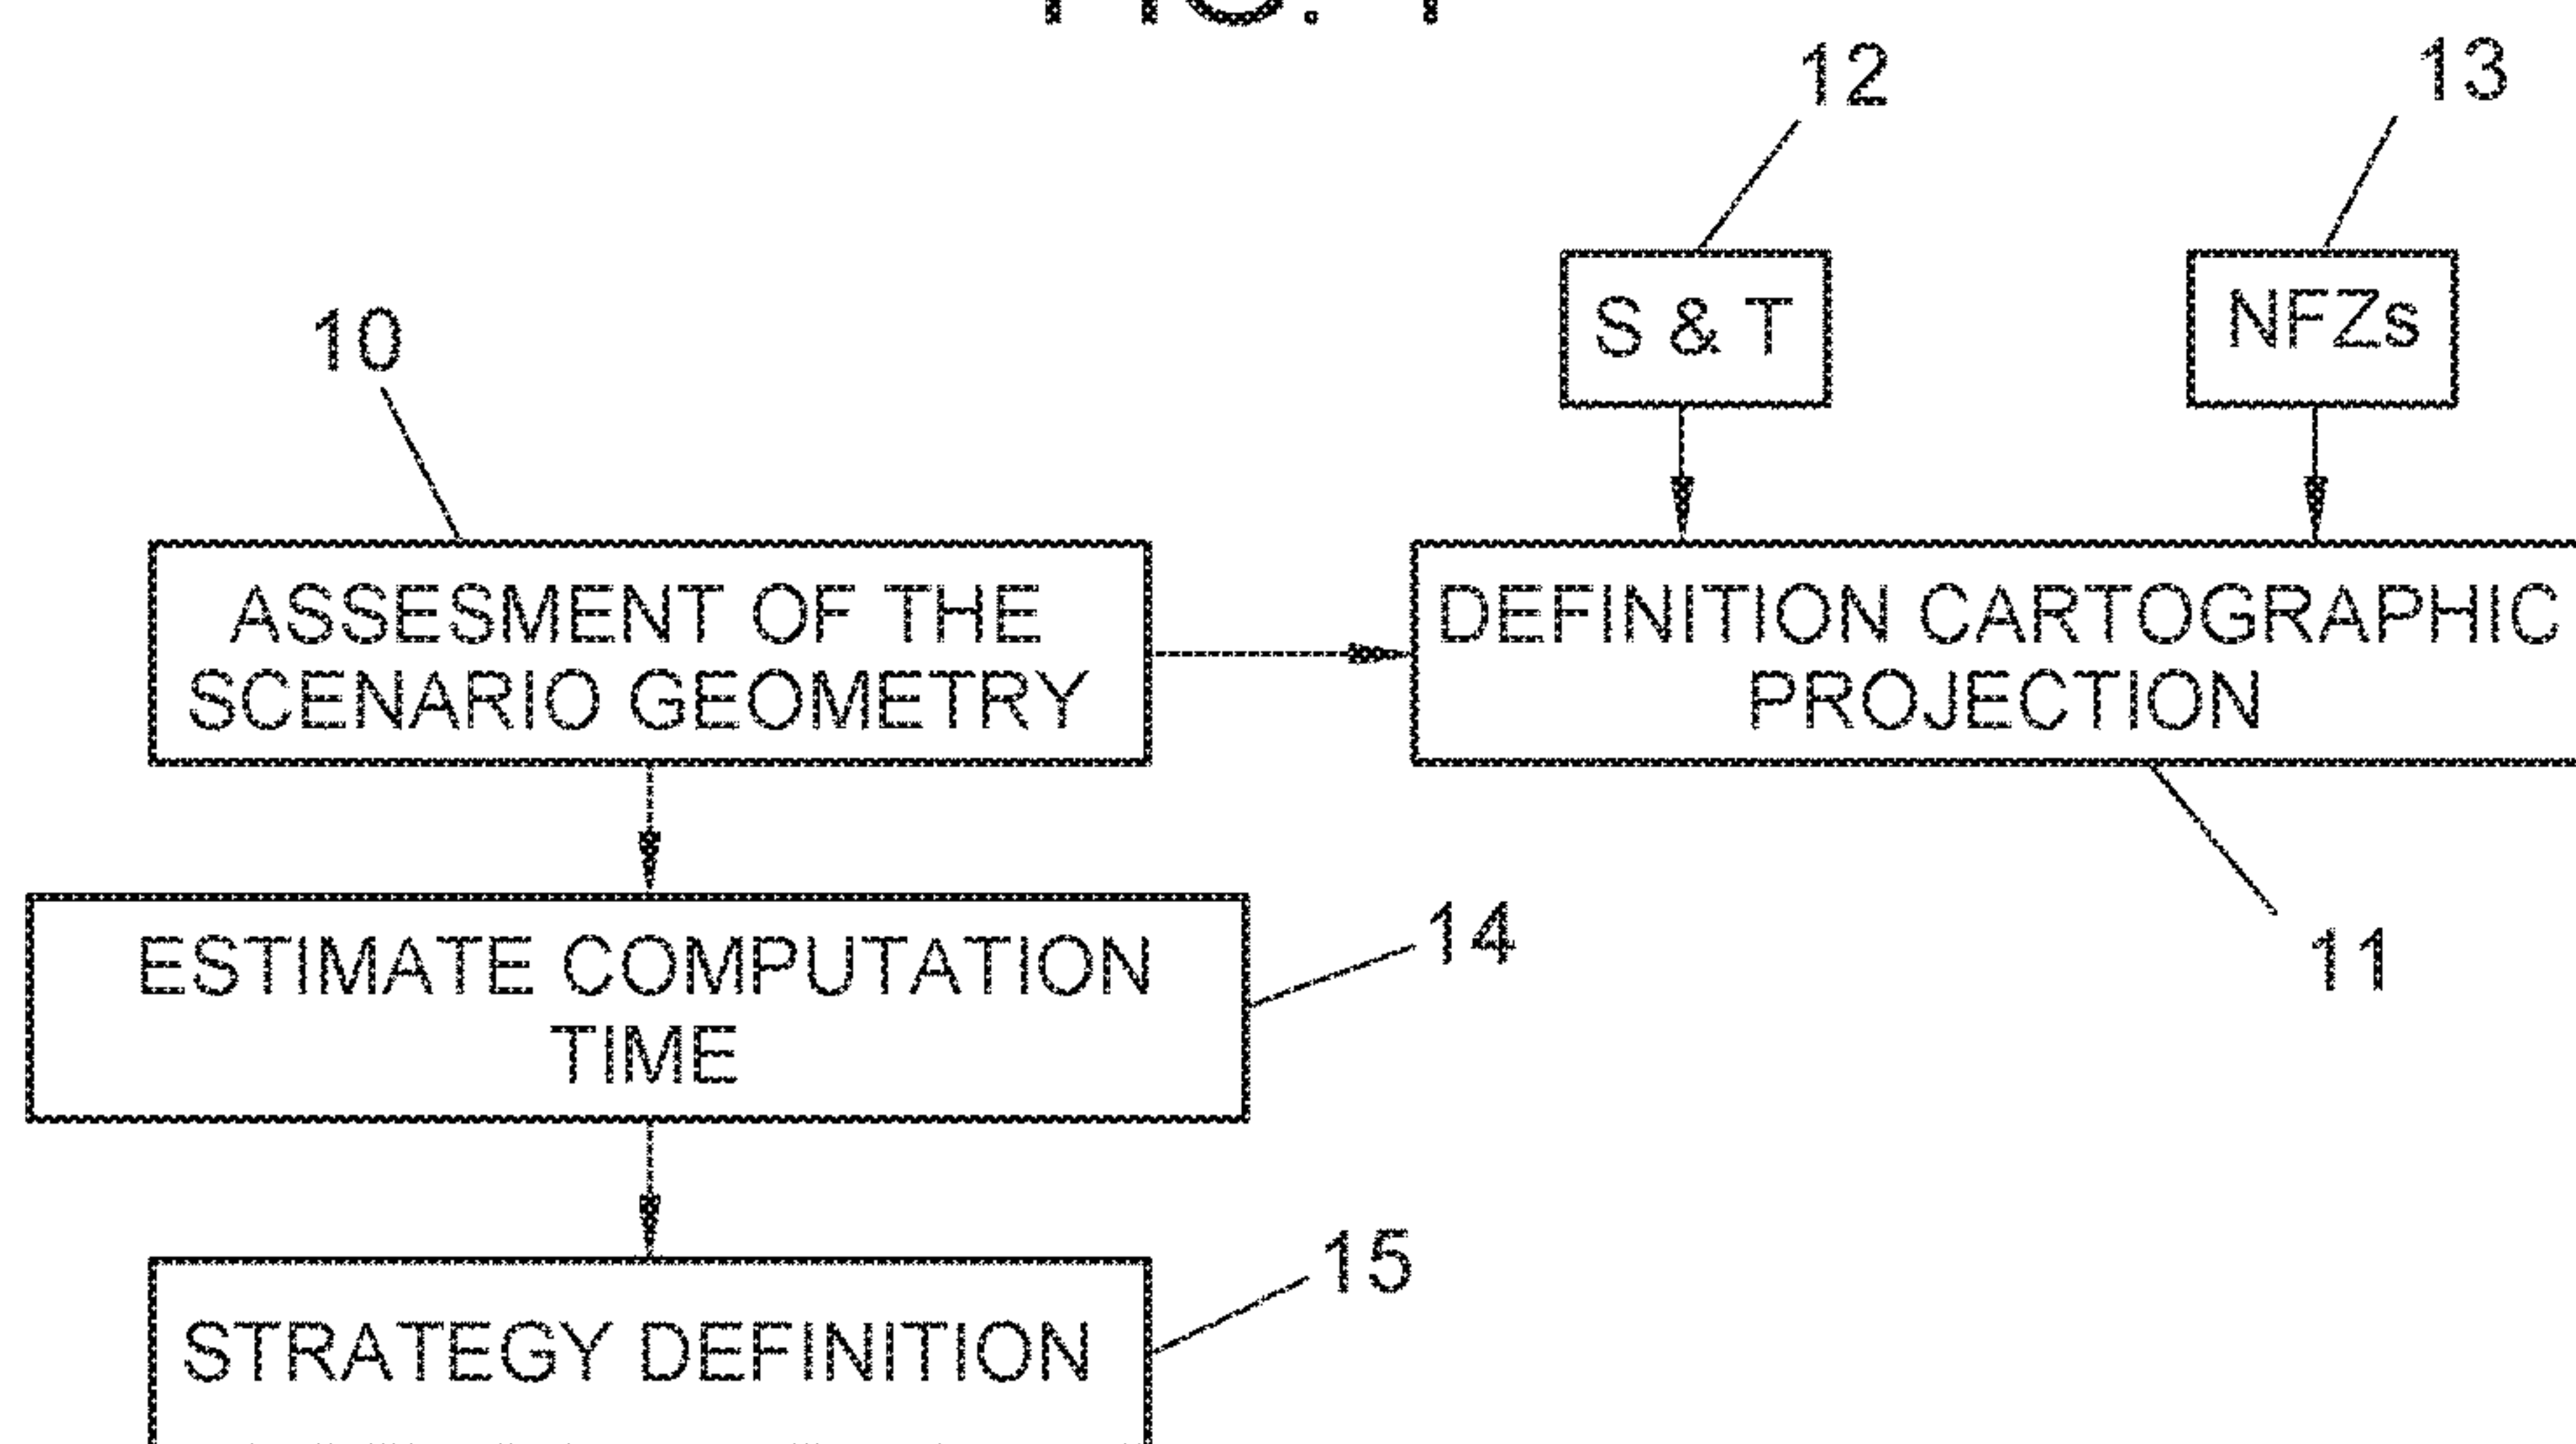 12
13
S & T
NFZs
10
ASSESMENT OF THE
SCENARIO GEOMETRY
DEFINITION CARTOGRAPHIC
PROJECTION
14
11
ESTIMATE COMPUTATION
TIME
15
STRATEGY DEFINITION